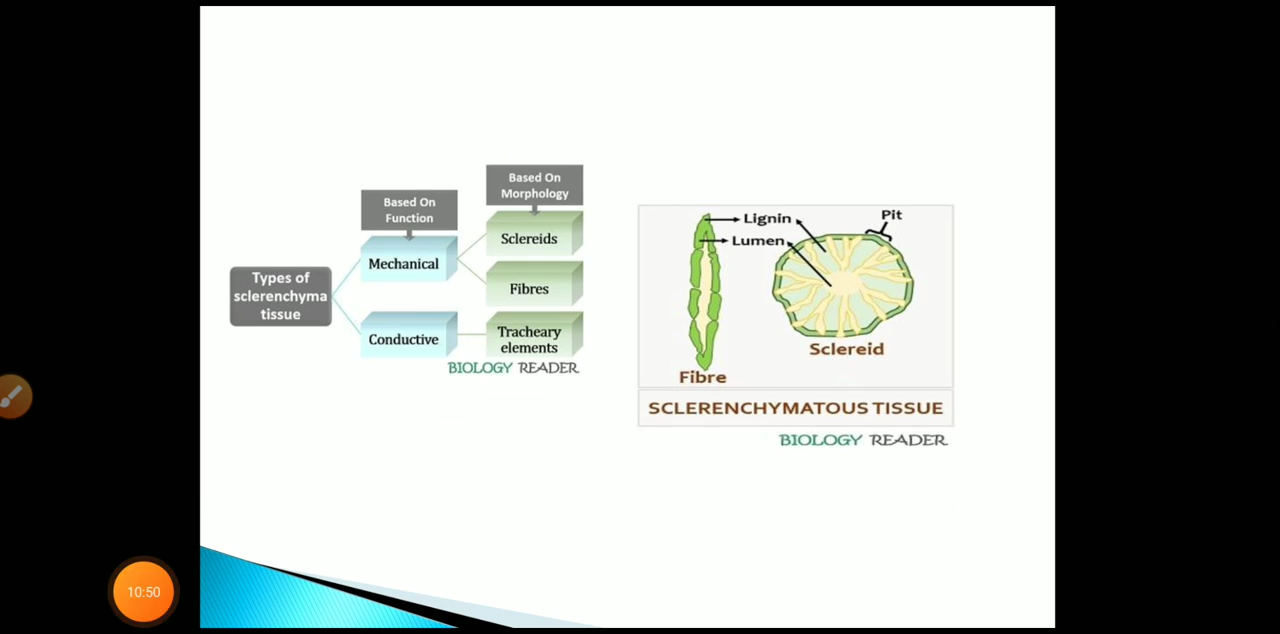 Based On
Morphology
Based On
Function
Sclereids
Mechanical
Fibres
Types of
sclerenchyma
tissue
Conductive
Tracheary
elements
BIOLOGY READER
Lignin
Pit
Lumen
Sclereid
Fibre
SCLERENCHYMATOUS TISSUE
BIOLOGY READER
10:50